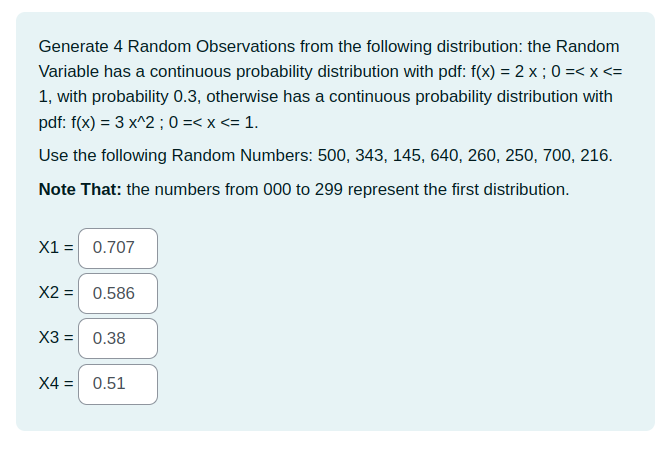 Generate 4 Random Observations from the following distribution: the Random
Variable has a continuous probability distribution with pdf: f(x) = 2 x ; 0 =< x <=
1, with probability 0.3, otherwise has a continuous probability distribution with
pdf: f(x) = 3 x^2 ; 0 =< x <= 1.
Use the following Random Numbers: 500, 343, 145, 640, 260, 250, 700, 216.
Note That: the numbers from 000 to 299 represent the first distribution.
X1 = 0.707
X2 = 0.586
X3 = 0.38
X4 = 0.51